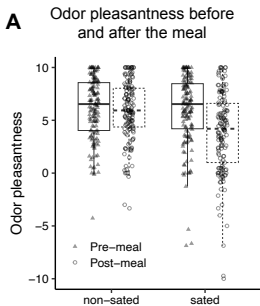 A
Odor pleasantness before
and after the meal
Odor pleasantness
10
5
0
−5
−10
Pre−meal
Post−meal
non−sated
sated